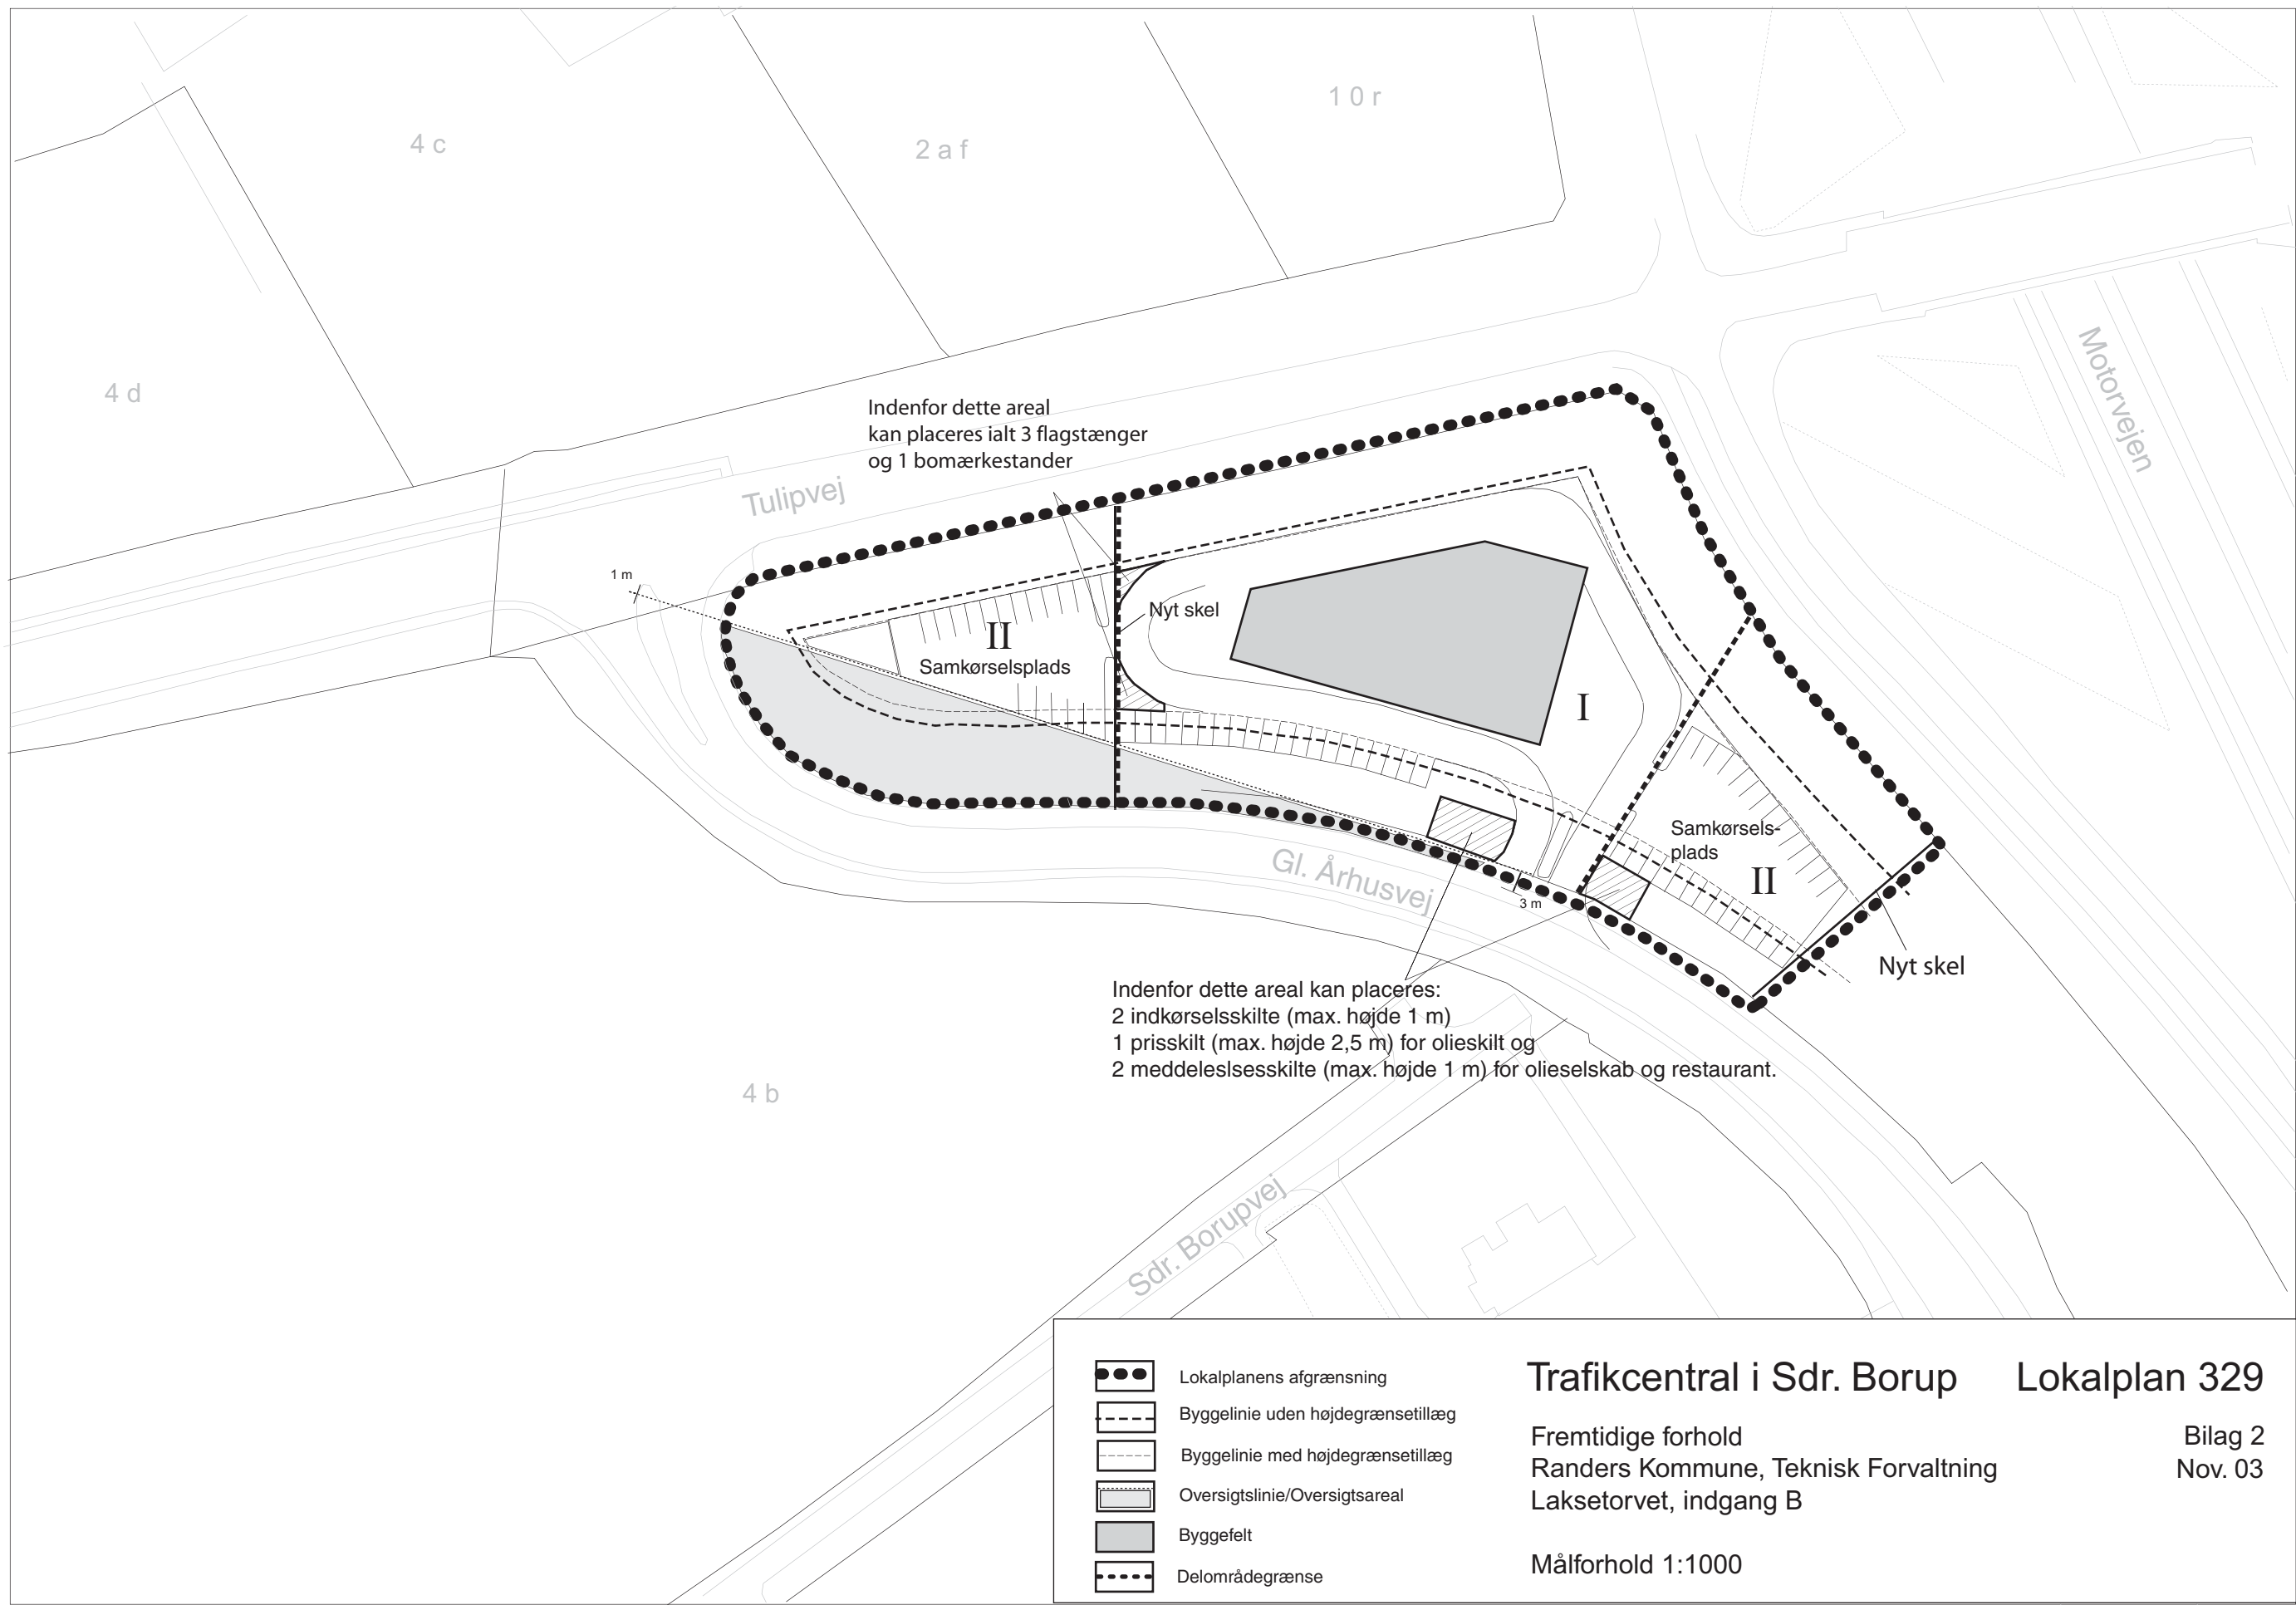 10 r
4 c
2 a f
4 d
Motorvejen
Indenfor dette areal
kan placeres ialt 3 flagstænger
og 1 bomærkestander
Tulipvej
1 m
Nyt skel
II
Samkørselsplads
I
Samkørsels-
plads
II
Gl. Århusvej
3 m
Nyt skel
Indenfor dette areal kan placeres:
2 indkørselsskilte (max. højde 1 m)
1 prisskilt (max. højde 2,5 m) for olieskilt og
2 meddeleslsesskilte (max. højde 1 m) for olieselskab og restaurant.
4 b
Sdr. Borupvej
Lokalplanens afgrænsning
Byggelinie uden højdegrænsetillæg
Byggelinie med højdegrænsetillæg
Oversigtslinie/Oversigtsareal
Byggefelt
Delområdegrænse
Trafikcentral i Sdr. Borup
Lokalplan 329
Fremtidige forhold
Randers Kommune, Teknisk Forvaltning
Laksetorvet, indgang B
Målforhold 1:1000
Bilag 2
Nov. 03